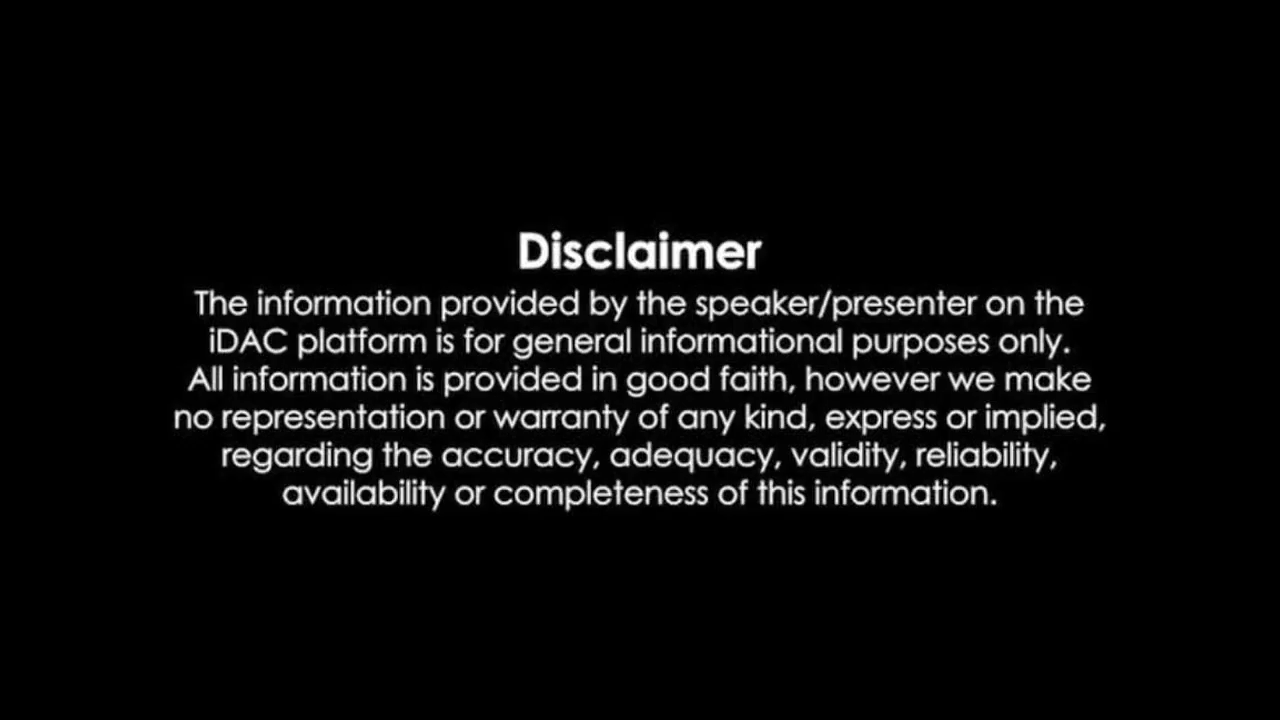 Disclaimer
The information provided by the speaker/presenter on the
iDAC platform is for general informational purposes only.
All information is provided in good faith, however we make
no representation or warranty of any kind, express or implied,
regarding the accuracy, adequacy, validity, reliability,
availability or completeness of this information.